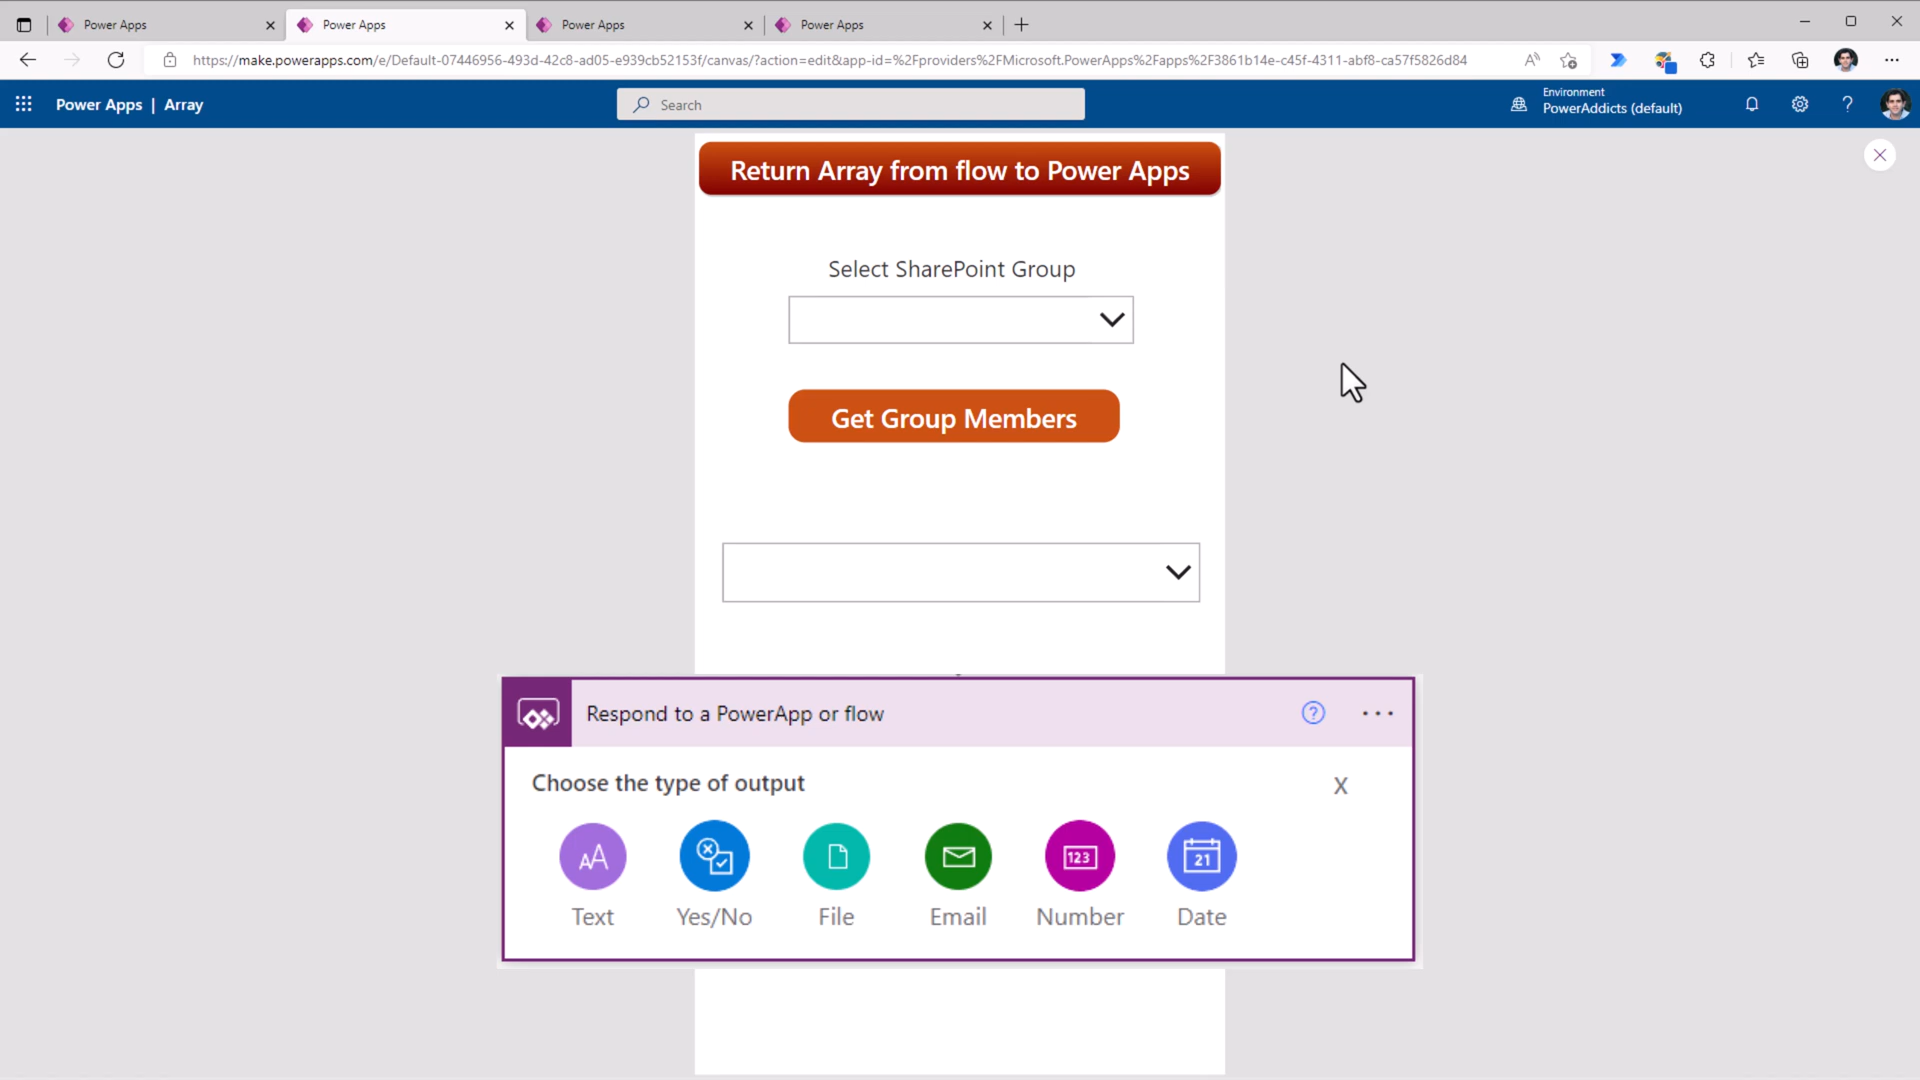 Power Apps
Power Apps
Power Apps
Power Apps
https://make.powerapps.com/e/Default-07446956-493d-42c8-ad05-e939cb52153f/canvas/?action=edit&app-id=%2Fproviders%2FMicrosoft.PowerApps%2Fapps%2F3861b14e-c45f-4311-abf8-ca57f5826d84
Power Apps | Array
Search
Environment
PowerAddicts (default)
Return Array from flow to Power Apps
Select SharePoint Group
Get Group Members
Respond to a PowerApp or flow
Choose the type of output
X
AA
123
21
Text
Yes/No
File
Email
Number
Date